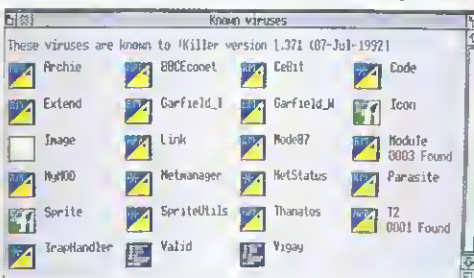 Known viruses
These viruses are known to !Killer version 1.371 (07-Jul-1992)
Archie BBCEconet CeBit Code
Extend Garfield_I Garfield_W Icon
Image Link Mode87 Module
0003 Found
MyMOD Netmanager NetStatus Parasite
Sprite SpriteUtils Thanatos T2
0001 Found
TrapHandler Valid Vigay